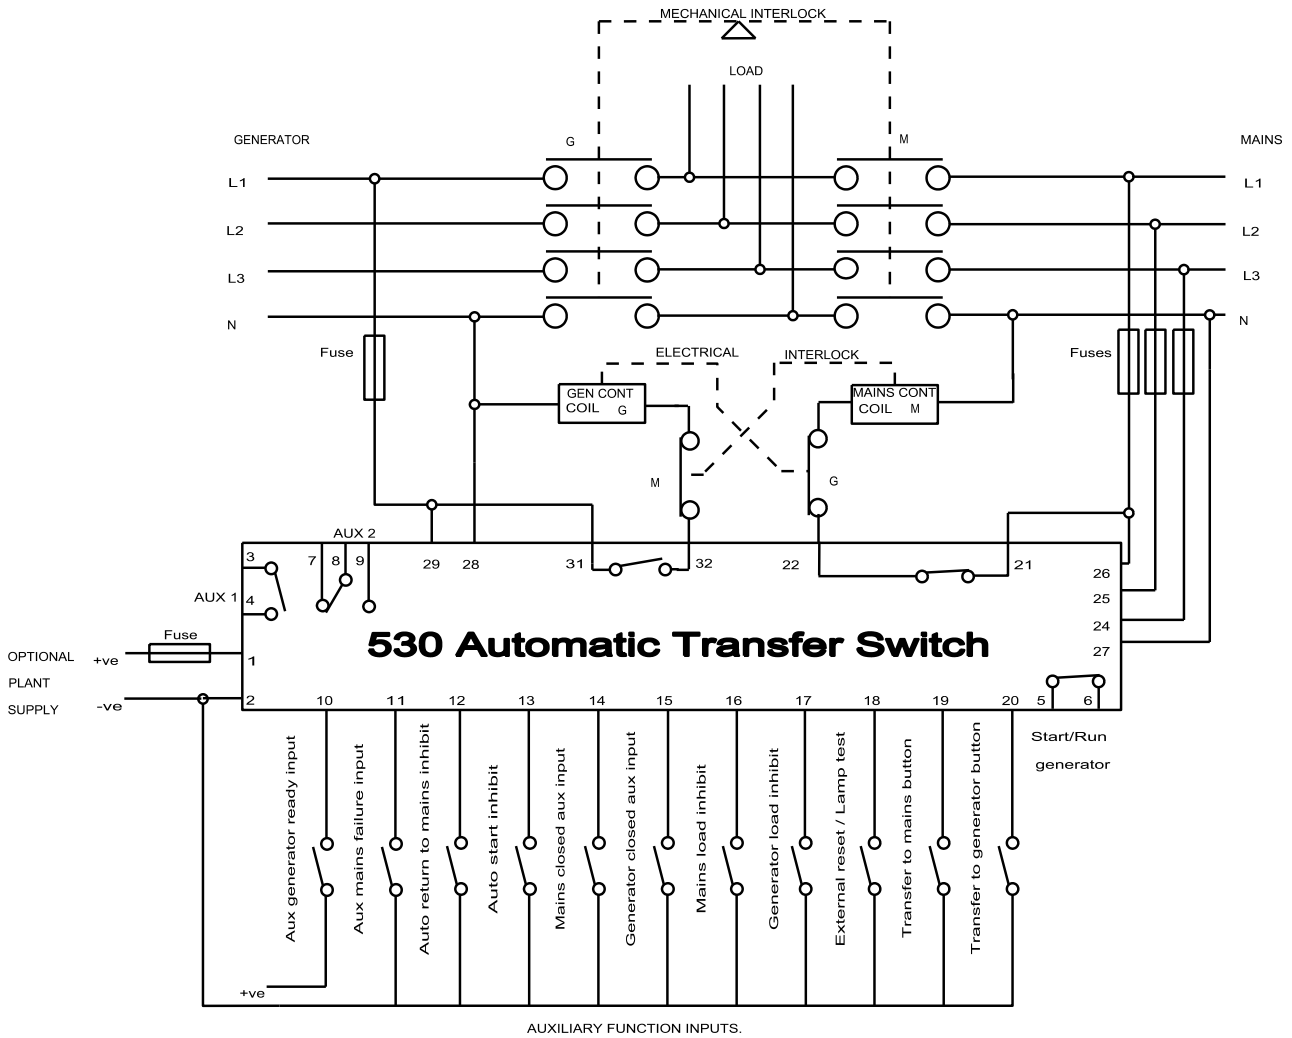 MECHANICAL INTERLOCK
LOAD
GENERATOR
G
M
MAINS
L1
L1
L2
L2
L3
L3
N
N
Fuse
ELECTRICAL
INTERLOCK
Fuses
GEN CONT
COIL G
MAINS CONT
COIL M
M
G
AUX 2
3
7
8
9
29
28
31
32
22
21
26
AUX 1
4
25
24
27
530 Automatic Transfer Switch
OPTIONAL
PLANT
SUPPLY
+ve
Fuse
1
-ve
2
10
11
12
13
14
15
16
17
18
19
20
5
6
Start/Run
generator
Aux generator ready input
Aux mains failure input
Auto return to mains inhibit
Auto start inhibit
Mains closed aux input
Generator closed aux input
Mains load inhibit
Generator load inhibit
External reset / Lamp test
Transfer to mains button
Transfer to generator button
+ve
AUXILIARY FUNCTION INPUTS.